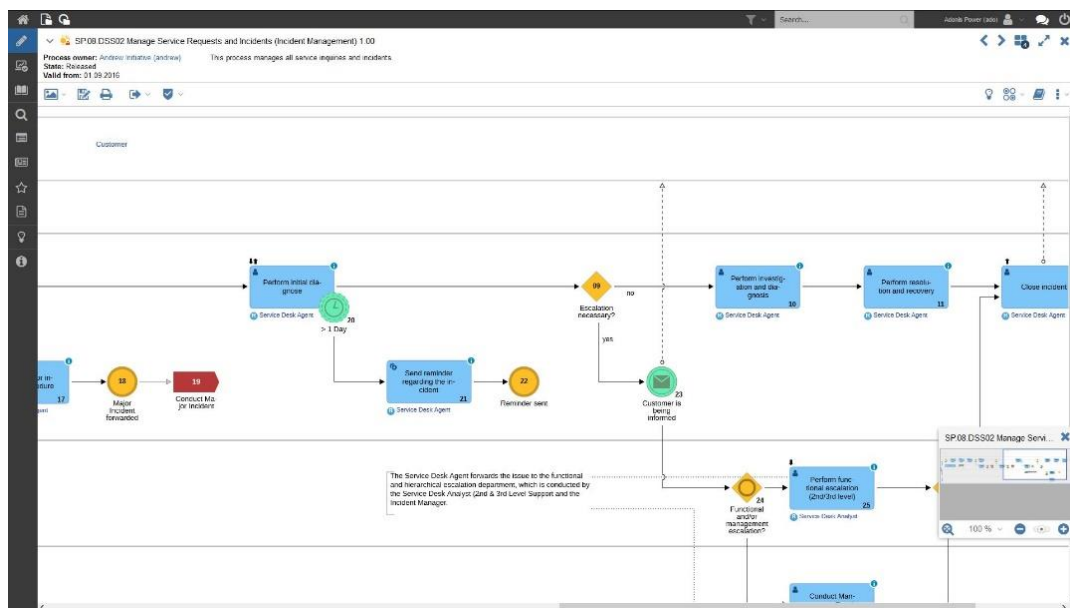 Search...
Adonis Power (ado)
SP.08.DSS02 Manage Service Requests and Incidents (Incident Management) 1.00
Process owner: Andrew Initiative (andrew)
This process manages all service inquiries and incidents.
State: Released
Valid from: 01.09.2016
Customer
Perform initial dia-
gnose
Service Desk Agent
20
> 1 Day
09
Escalation
necessary?
no
yes
Perform investig-
ation and dia-
gnosis
10
Service Desk Agent
Perform resolu-
tion and recovery
11
Service Desk Agent
Close incident
Service Desk Agent
17
18
Major
Incident
forwarded
19
Conduct Ma
jor Incident
Send reminder
regarding the in-
cident
21
Service Desk Agent
22
Reminder sent
23
Customer is
being
informed
SP.08.DSS02 Manage Servi...
100 %
The Service Desk Agent forwards the issue to the functional
and hierarchical escalation department, which is conducted by
the Service Desk Analyst (2nd & 3rd Level Support and the
Incident Manager.
24
Functional
and/or
management
escalation?
Perform func
tional escalation
(2nd/3rd level)
25
Service Desk Analyst
Conduct Man-